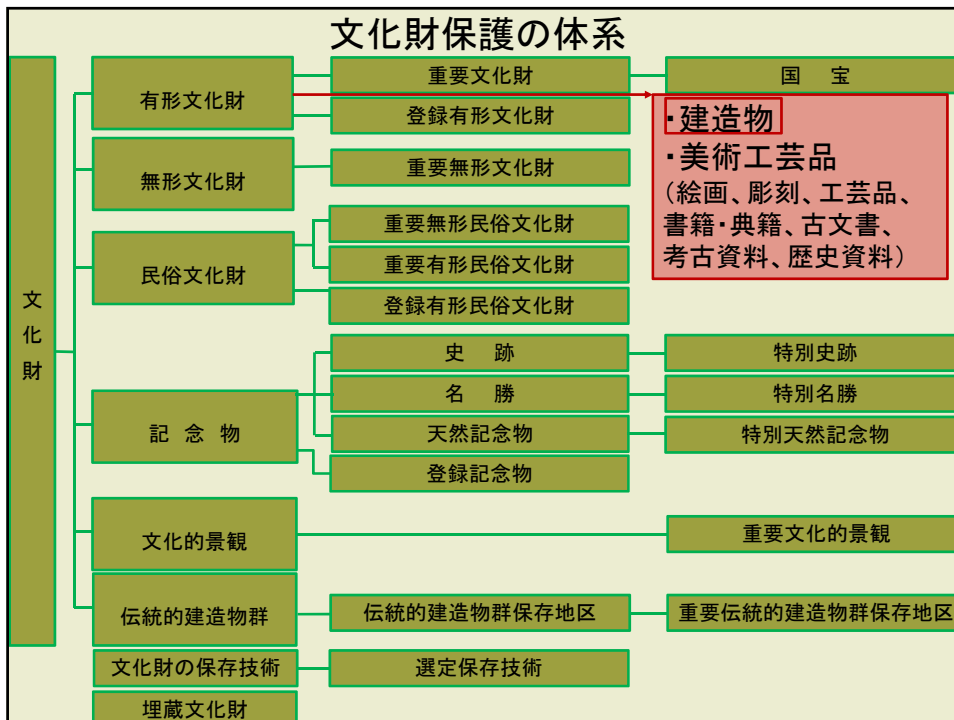 文化財保護の体系
文化財
有形文化財
重要文化財
国 宝
登録有形文化財
・建造物
・美術工芸品
（絵画、彫刻、工芸品、
書籍・典籍、古文書、
考古資料、歴史資料）
無形文化財
重要無形文化財
民俗文化財
重要無形民俗文化財
重要有形民俗文化財
登録有形民俗文化財
記 念 物
史 跡
特別史跡
名 勝
特別名勝
天然記念物
特別天然記念物
登録記念物
文化的景観
重要文化的景観
伝統的建造物群
伝統的建造物群保存地区
重要伝統的建造物群保存地区
文化財の保存技術
選定保存技術
埋蔵文化財